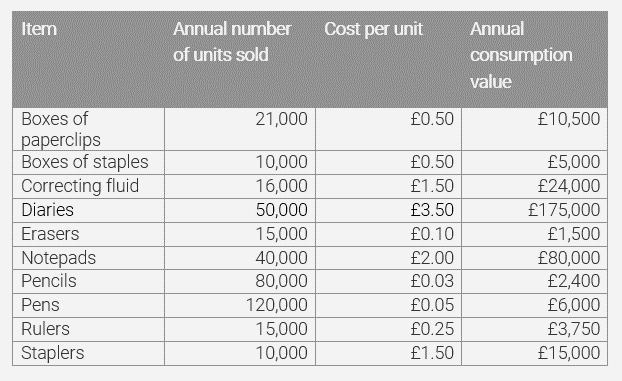 Item Annual number of units sold Cost per unit Annual consumption value
Boxes of paperclips 21,000 £0.50 £10,500
Boxes of staples 10,000 £0.50 £5,000
Correcting fluid 16,000 £1.50 £24,000
Diaries 50,000 £3.50 £175,000
Erasers 15,000 £0.10 £1,500
Notepads 40,000 £2.00 £80,000
Pencils 80,000 £0.03 £2,400
Pens 120,000 £0.05 £6,000
Rulers 15,000 £0.25 £3,750
Staplers 10,000 £1.50 £15,000